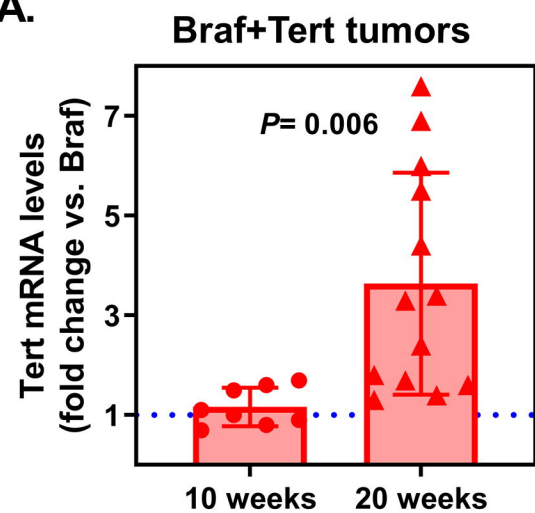 A.
Braf+Tert tumors
Tert mRNA levels
(fold change vs. Braf)
7
5
3
1
P= 0.006
10 weeks
20 weeks